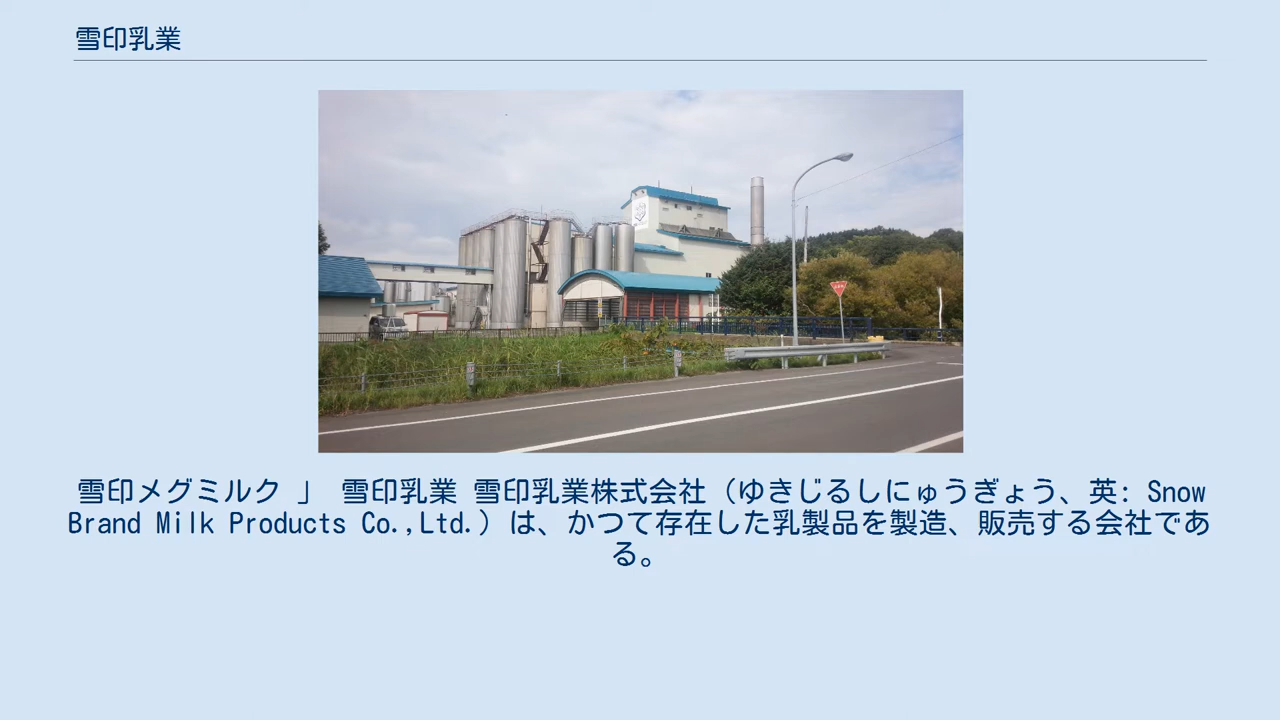 雪印乳業
雪印メグミルク 」 雪印乳業 雪印乳業株式会社（ゆきじるしにゅうぎょう、英: Snow
Brand Milk Products Co.,Ltd.）は、かつて存在した乳製品を製造、販売する会社であ
る。